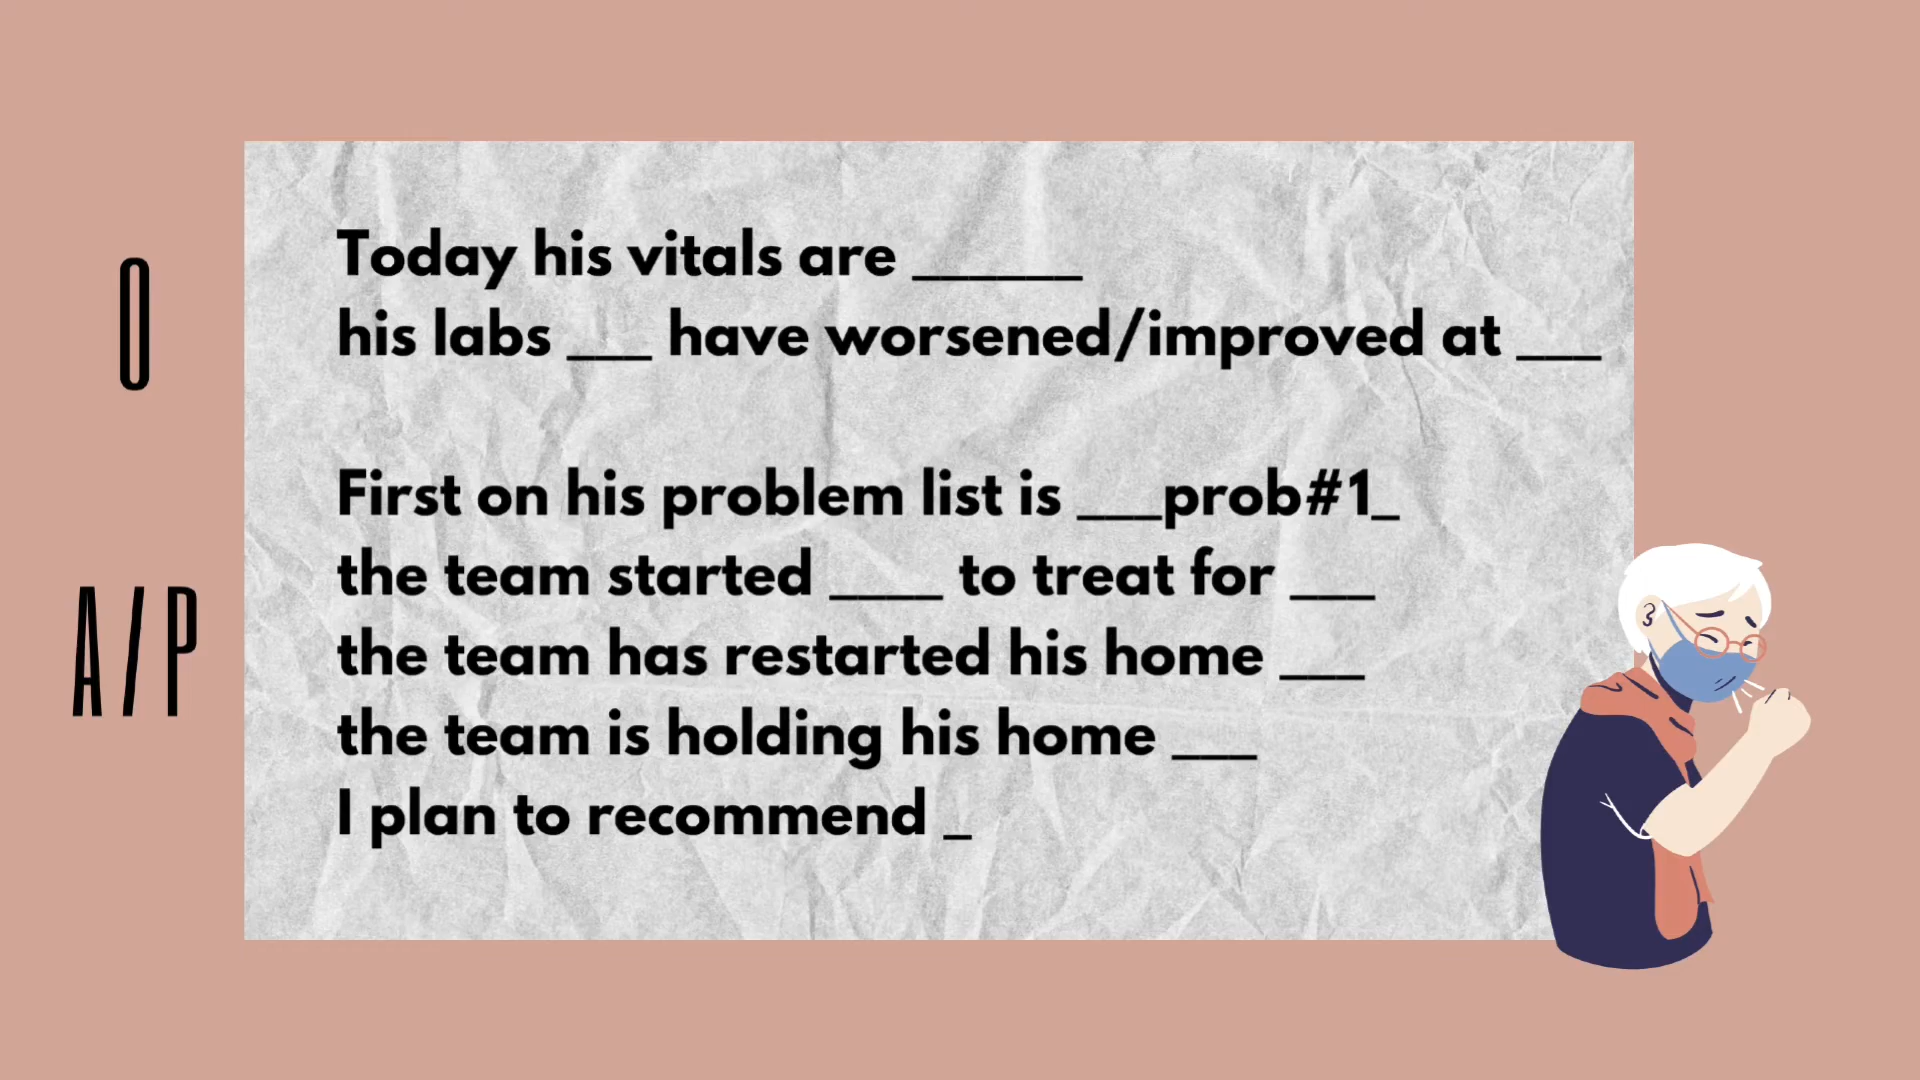 O
Today his vitals are ______
his labs ___ have worsened/improved at ___
A/P
First on his problem list is ___prob#1_
the team started ____ to treat for ___
the team has restarted his home ___
the team is holding his home ___
I plan to recommend _